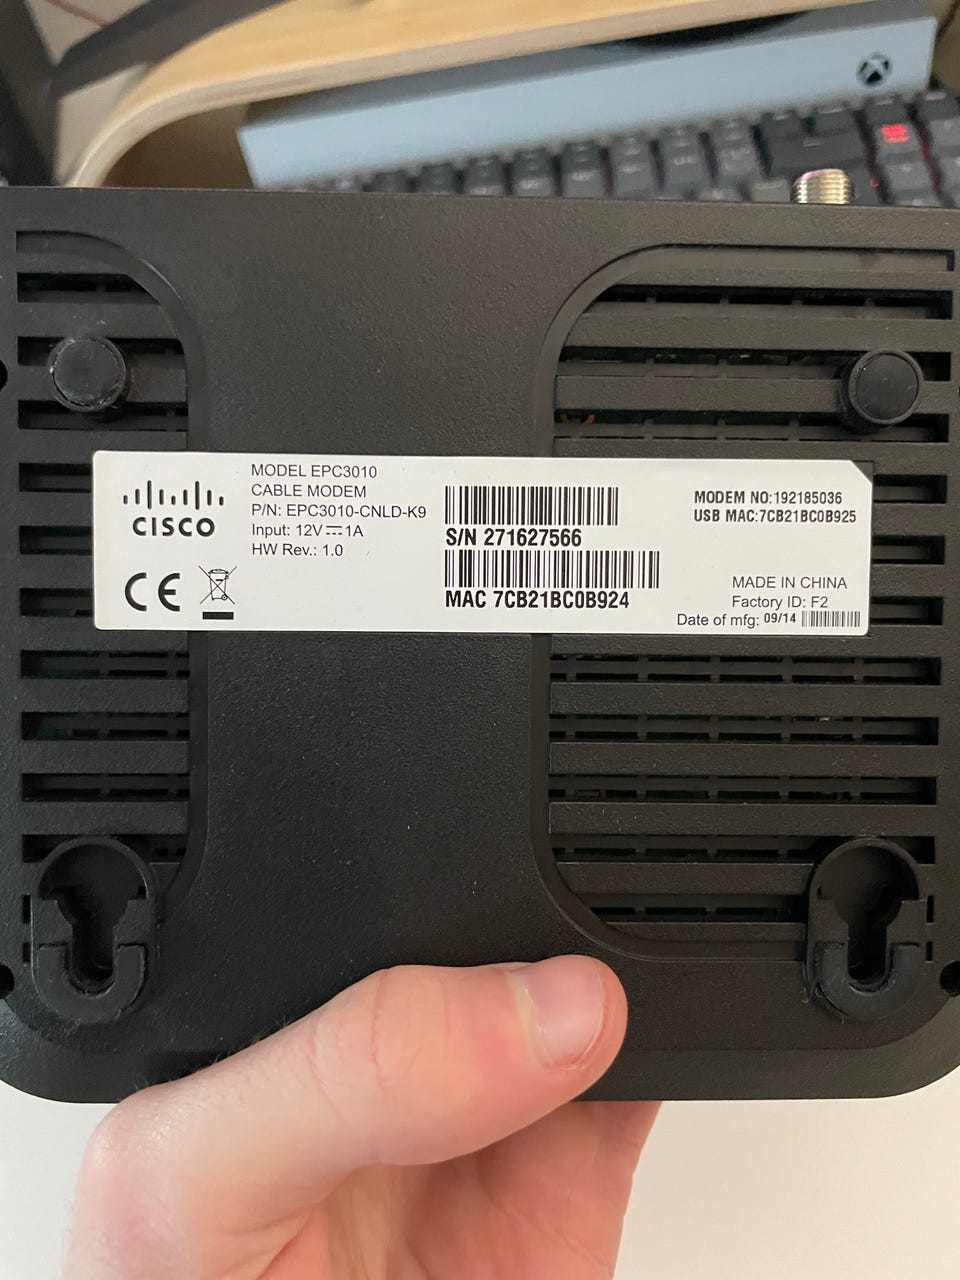 CISCO
CE
MODEL EPC3010
CABLE MODEM
P/N: EPC3010-CNLD-K9
Input: 12V⎓1A
HW Rev.: 1.0
S/N 271627566
MAC 7CB21BC0B924
MODEM NO:192185036
USB MAC:7CB21BC0B925
MADE IN CHINA
Factory ID: F2
Date of mfg: 09/14